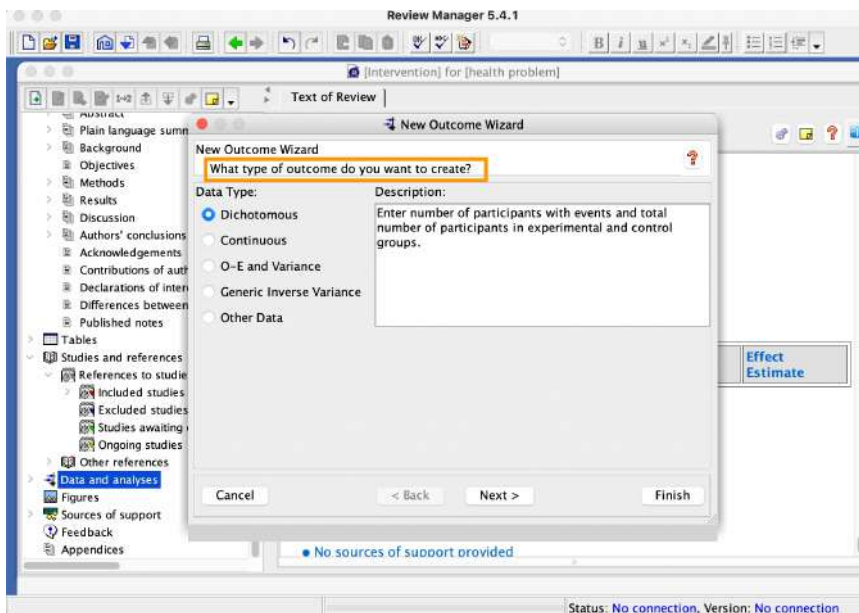 Review Manager 5.4.1
B i u x² x₂
[Intervention] for [health problem]
Text of Review
Abstract
Plain language summ
Background
Objectives
Methods
Results
Discussion
Authors' conclusions
Acknowledgements
Contributions of auth
Declarations of inter
Differences between
Published notes
Tables
Studies and references
References to studie
Included studies
Excluded studies
Studies awaiting
Ongoing studies
Other references
Data and analyses
Figures
Sources of support
Feedback
Appendices
New Outcome Wizard
New Outcome Wizard
What type of outcome do you want to create?
?
Data Type:
Dichotomous
Continuous
O-E and Variance
Generic Inverse Variance
Other Data
Description:
Enter number of participants with events and total
number of participants in experimental and control
groups.
Cancel
< Back
Next >
Finish
?
Effect
Estimate
• No sources of support provided
Status: No connection, Version: No connection